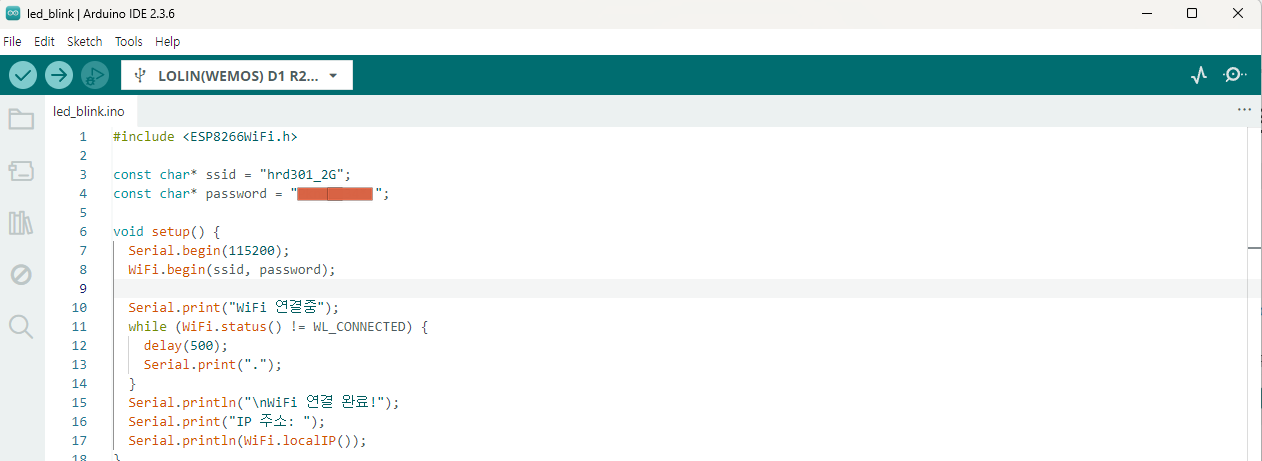 led_blink | Arduino IDE 2.3.6
File Edit Sketch Tools Help
LOLIN(WEMOS) D1 R2...
led_blink.ino
1 #include <ESP8266WiFi.h>
2
3 const char* ssid = "hrd301_2G";
4 const char* password = "";
5
6 void setup() {
7 Serial.begin(115200);
8 WiFi.begin(ssid, password);
9
10 Serial.print("WiFi 연결중");
11 while (WiFi.status() != WL_CONNECTED) {
12 delay(500);
13 Serial.print(".");
14 }
15 Serial.println("\nWiFi 연결 완료!");
16 Serial.print("IP 주소: ");
17 Serial.println(WiFi.localIP());
18 }